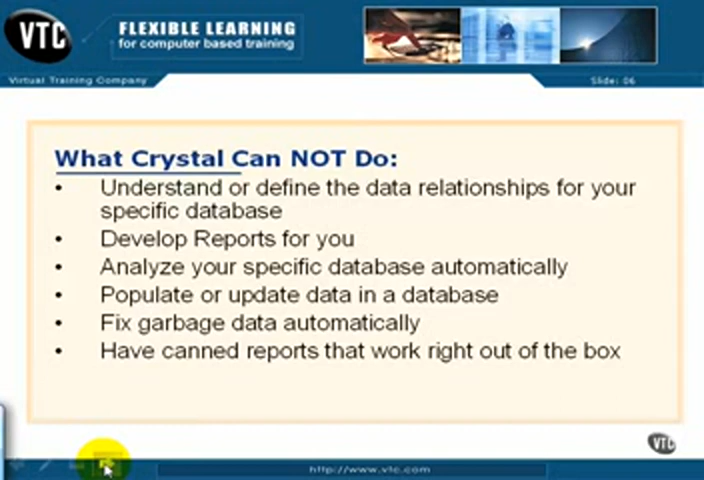 VTC
FLEXIBLE LEARNING
for computer based training
Virtual Training Company
Slide: 06
What Crystal Can NOT Do:
• Understand or define the data relationships for your
specific database
• Develop Reports for you
• Analyze your specific database automatically
• Populate or update data in a database
• Fix garbage data automatically
• Have canned reports that work right out of the box
VTC
http://www.vtc.com